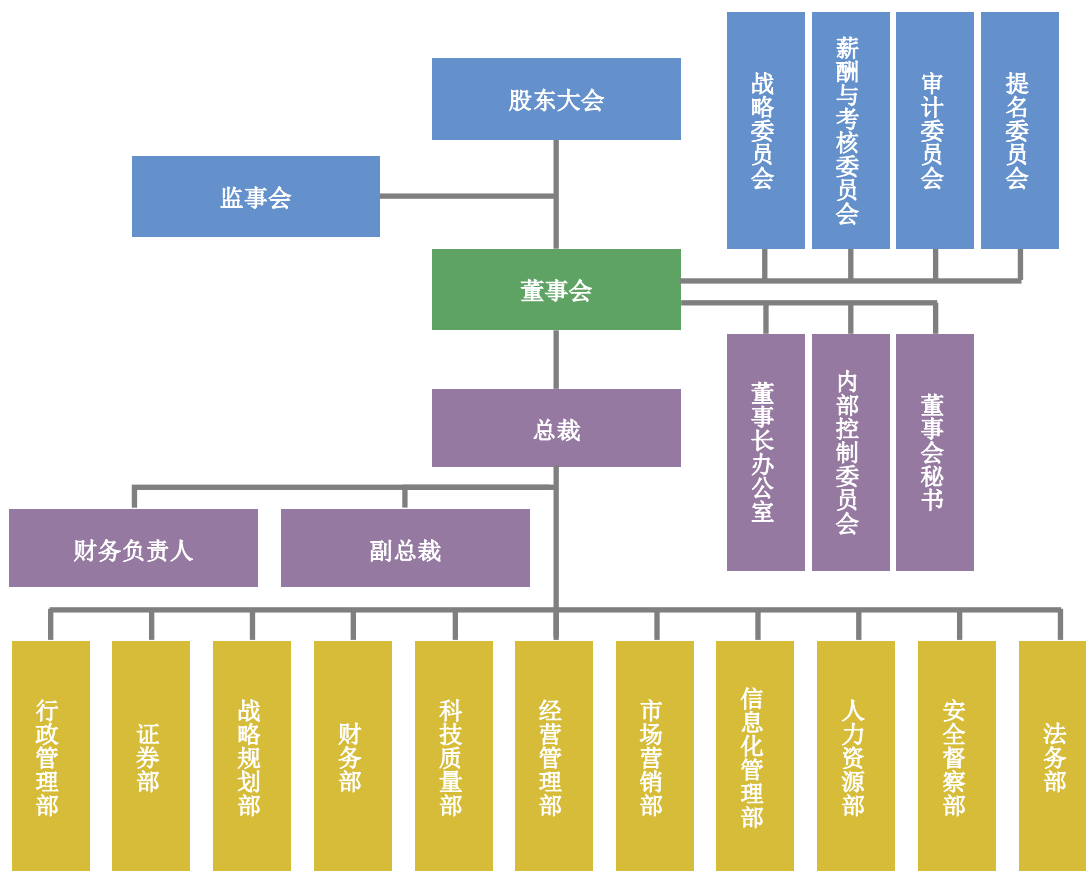 股东大会
监事会
战略委员会
薪酬与考核委员会
审计委员会
提名委员会
董事会
董事长办公室
内部控制委员会
董事会秘书
总裁
财务负责人
副总裁
行政管理部
证券部
战略规划部
财务部
科技质量部
经营管理部
市场营销部
信息化管理部
人力资源部
安全督察部
法务部